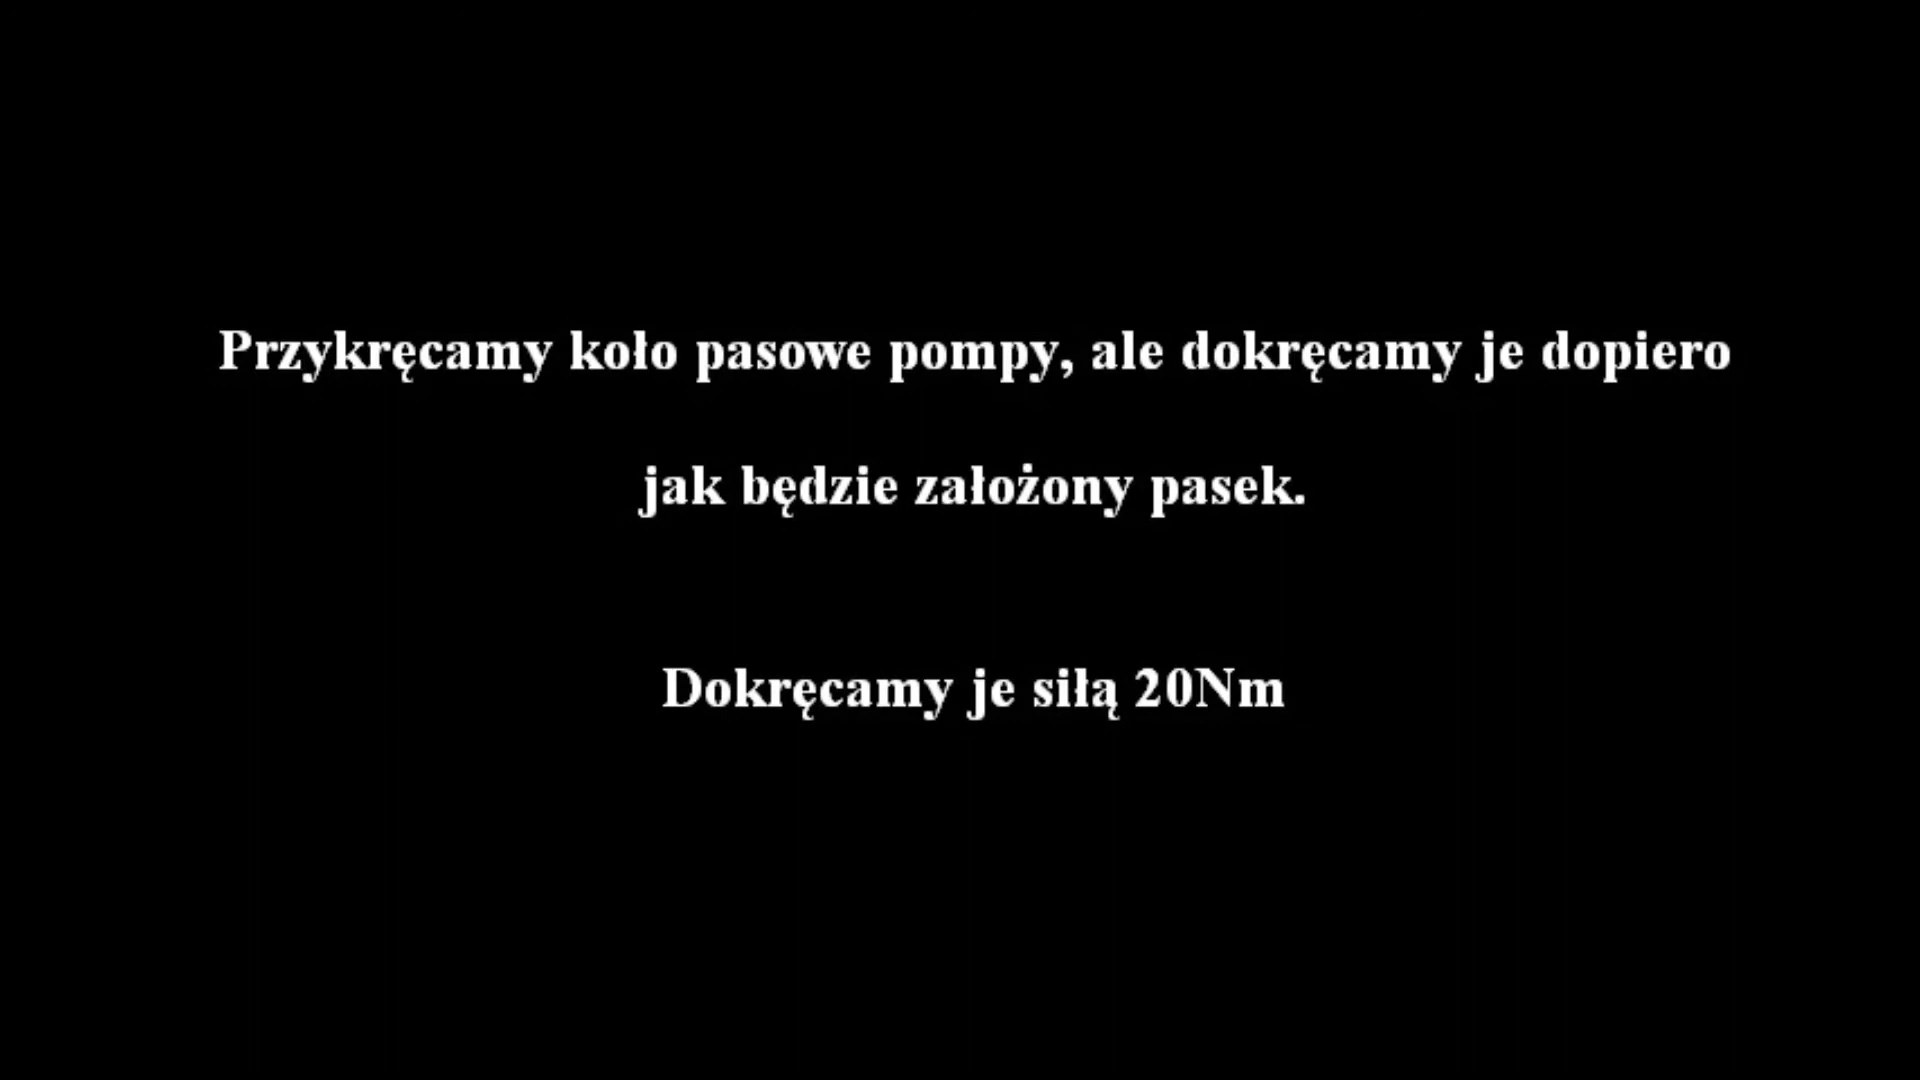 Przykręcamy koło pasowe pompy, ale dokręcamy je dopiero
jak będzie założony pasek.
Dokręcamy je siłą 20Nm